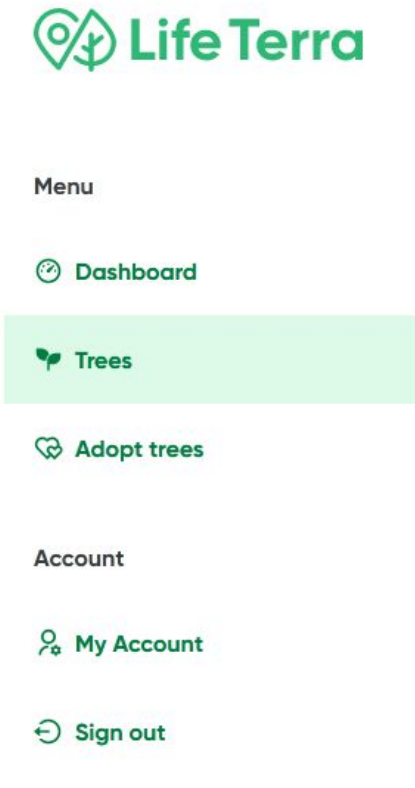 Life Terra
Menu
Dashboard
Trees
Adopt trees
Account
My Account
Sign out